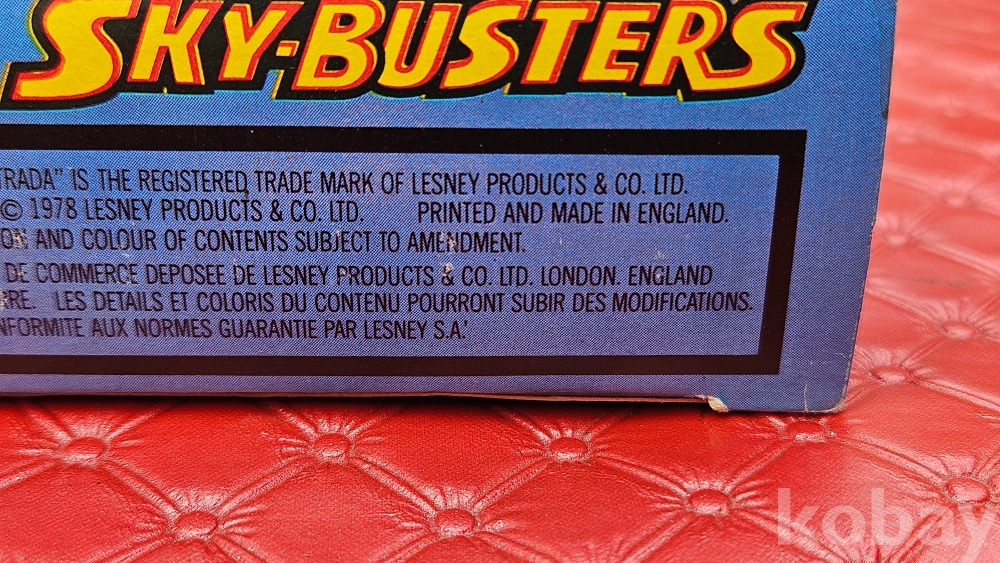 SKY-BUSTERS
TRADA” IS THE REGISTERED TRADE MARK OF LESNEY PRODUCTS & CO. LTD.
© 1978 LESNEY PRODUCTS & CO. LTD. PRINTED AND MADE IN ENGLAND.
ON AND COLOUR OF CONTENTS SUBJECT TO AMENDMENT.
DE COMMERCE DEPOSEE DE LESNEY PRODUCTS & CO. LTD. LONDON. ENGLAND
RE. LES DETAILS ET COLORIS DU CONTENU POURRONT SUBIR DES MODIFICATIONS.
NFORMITE AUX NORMES GUARANTIE PAR LESNEY S.A.'
kobay